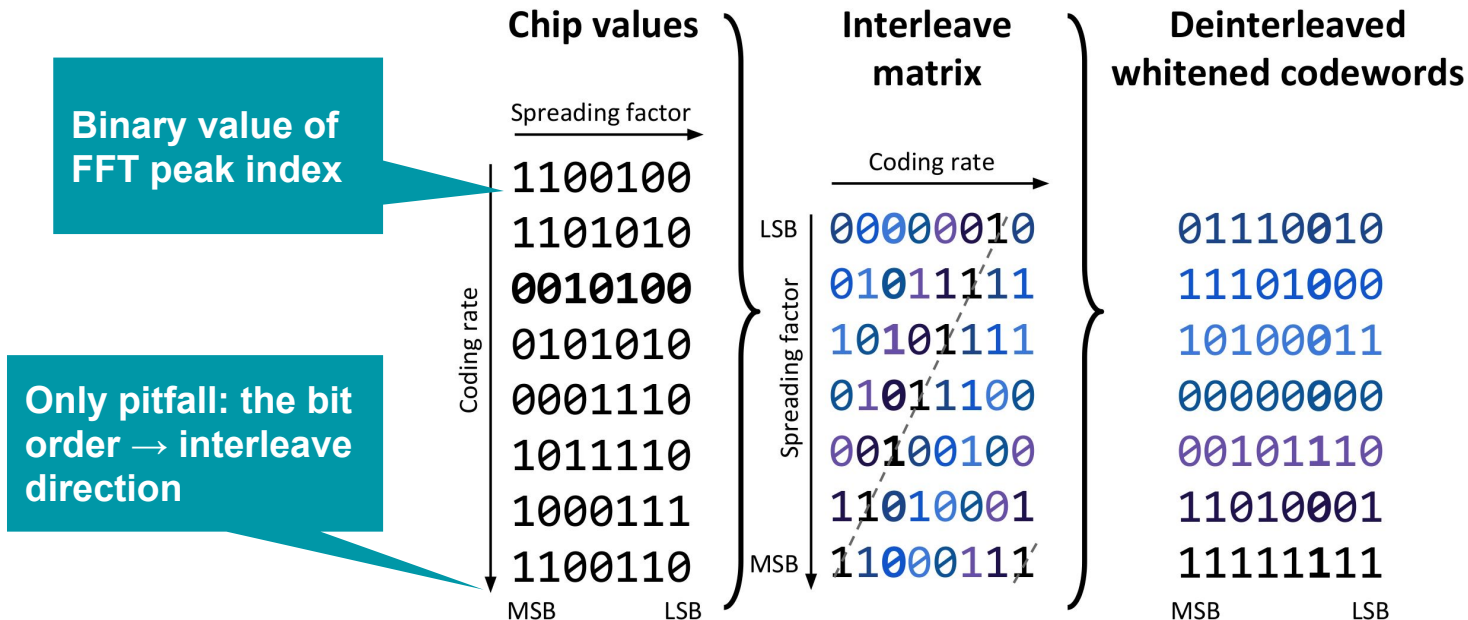 Chip values
Interleave
matrix
Deinterleaved
whitened codewords
Binary value of
FFT peak index
Only pitfall: the bit
order → interleave
direction
Spreading factor
Coding rate
1100100
1101010
0010100
0101010
0001110
1011110
1000111
1100110
MSB LSB
Coding rate
Spreading factor
LSB
MSB
00000010
01011111
10101111
01011100
00100100
11010001
11000111
01110010
11101000
10100011
00000000
00101110
11010001
11111111
MSB LSB